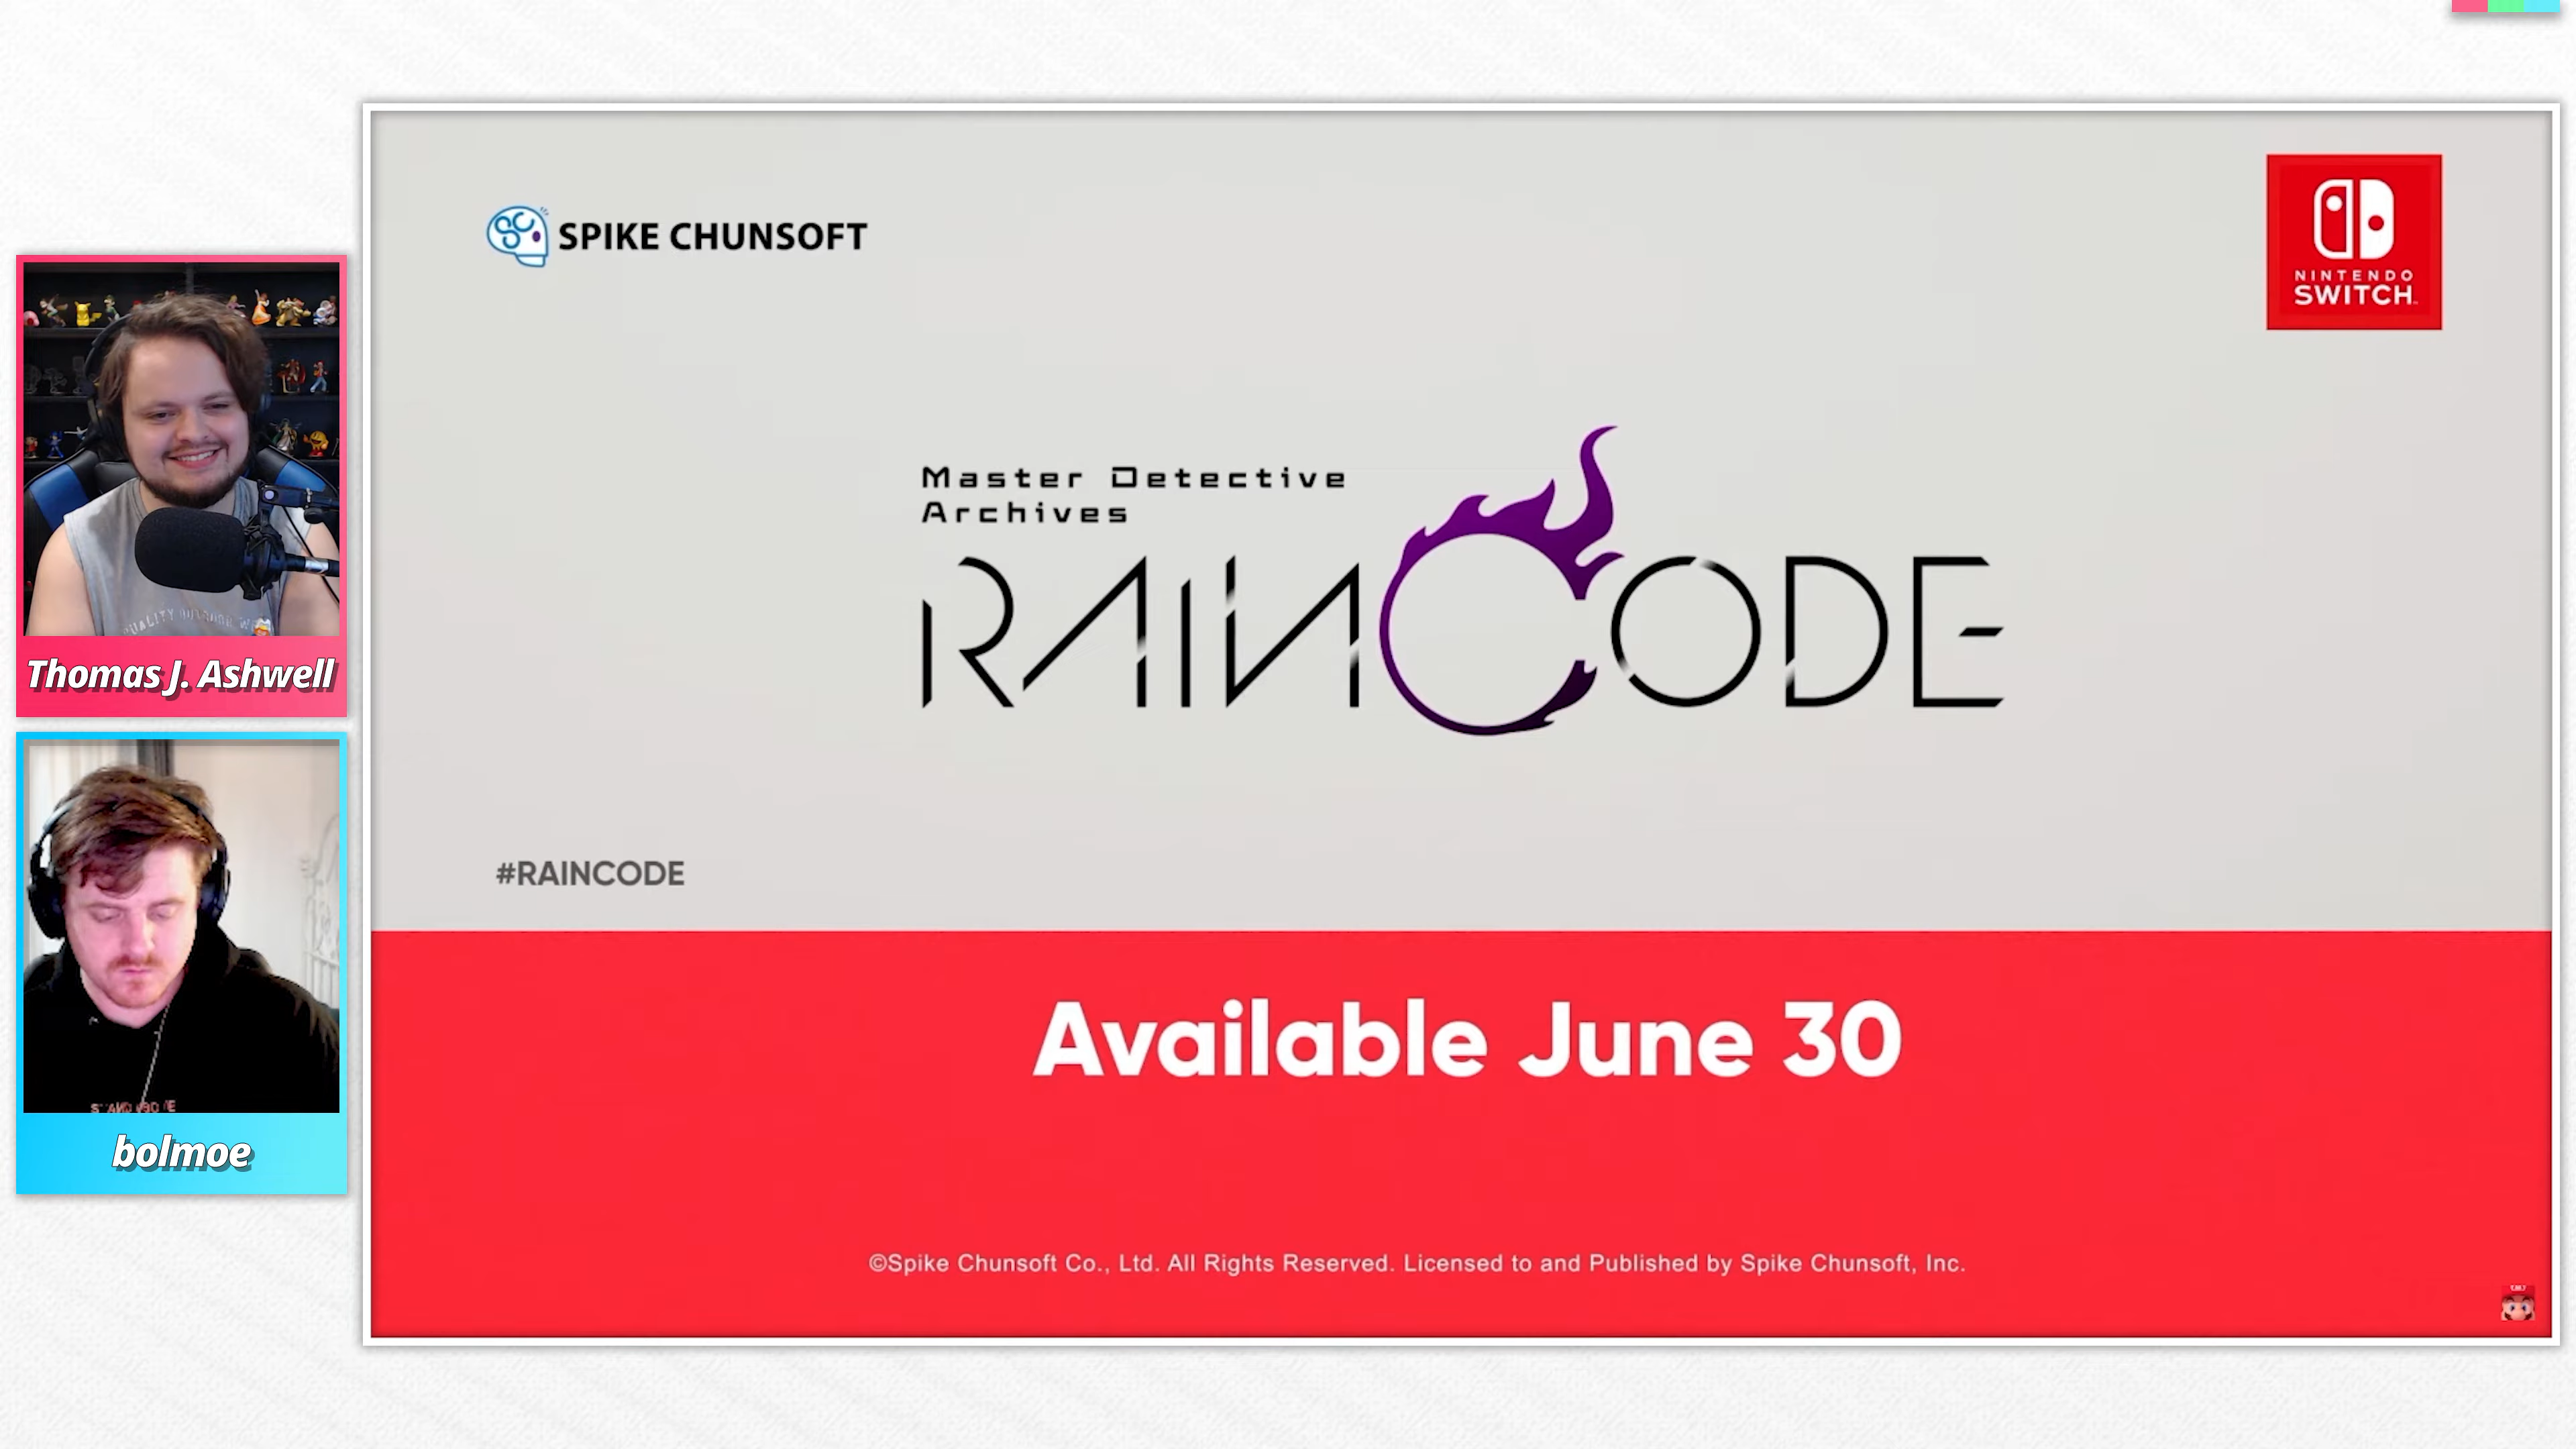 SPIKE CHUNSOFT
NINTENDO
SWITCH
Master Detective
Archives
RAINCODE
#RAINCODE
Available June 30
©Spike Chunsoft Co., Ltd. All Rights Reserved. Licensed to and Published by Spike Chunsoft, Inc.
QUALITY
Thomas J. Ashwell
bolmoe